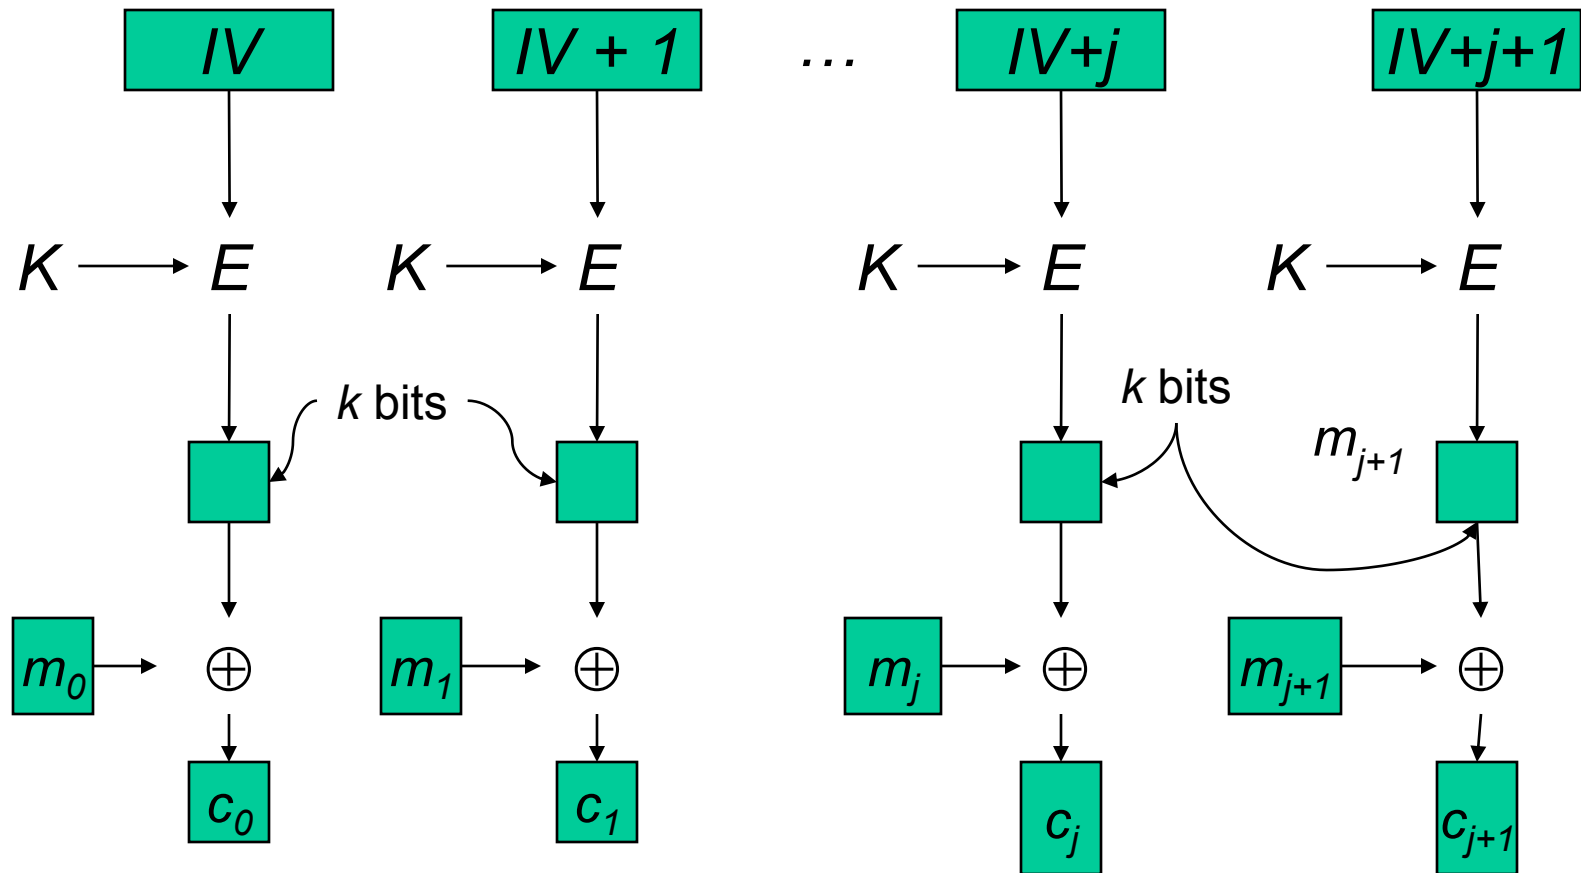 IV IV + 1 … IV+j IV+j+1
K E K E K E K E
k bits k bits
m_{j+1}
m_0 ⊕ m_1 ⊕ m_j ⊕ m_{j+1} ⊕
c_0 c_1 c_j c_{j+1}